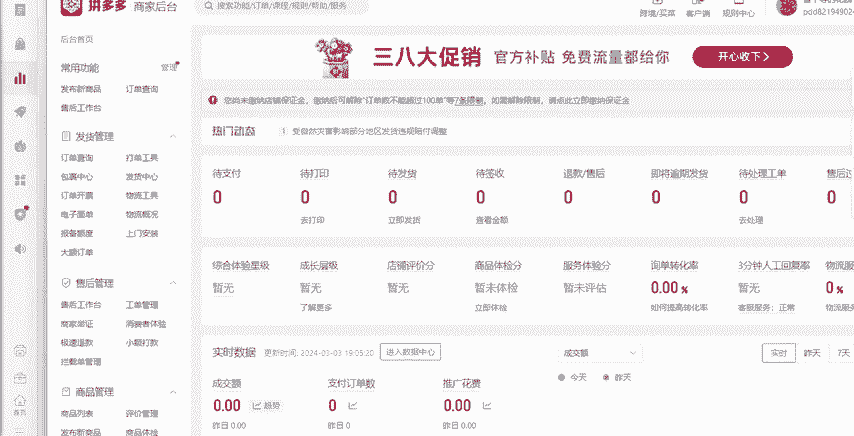 拼多多 商家后台
搜索功能/订单/课程/规则/帮助/服务
跨境/买菜 客户端 规则中心
pdd82194902
后台首页
常用功能 管理
发布新商品 订单查询
售后工作台
发货管理
订单查询 打单工具
包裹中心 发货中心
订单开票 物流工具
电子面单 物流概况
报备额度 上门安装
大额订单
售后管理
售后工作台 工单管理
商家举证 消费者体验
极速退款 小额打款
拦截单管理
商品管理
商品列表 评价管理
发布新商品 商品体检
首页
三八大促销 官方补贴 免费流量都给你 开心收下
您尚未缴纳店铺保证金，缴纳后可解除“订单数不能超过100单”等7条限制，如需解除限制，请点此立即缴纳保证金
热门动态 受自然灾害影响部分地区发货违规赔付调整
待支付 待打印 待发货 待签收 退款/售后 即将逾期发货 待处理工单
0 0 0 0 0 0 0 0
去打印 立即发货 查看金额 去处理
综合体验星级 成长层级 店铺评价分 商品体检分 服务体验分 询单转化率 3分钟人工回复率 物流服
暂无 暂无 暂无 暂未体检 暂未评估 0.00% 暂无 0%
了解更多 立即体检 如何提高转化率 客服服务：正常 物流服务
实时数据 更新时间: 2024-03-03 19:05:20 进入数据中心 成交额 实时 昨天 7天
成交额 支付订单数 推广花费 今天 昨天
0.00 趋势 0 0.00
昨日 0.00 昨日 0 昨日 0.00